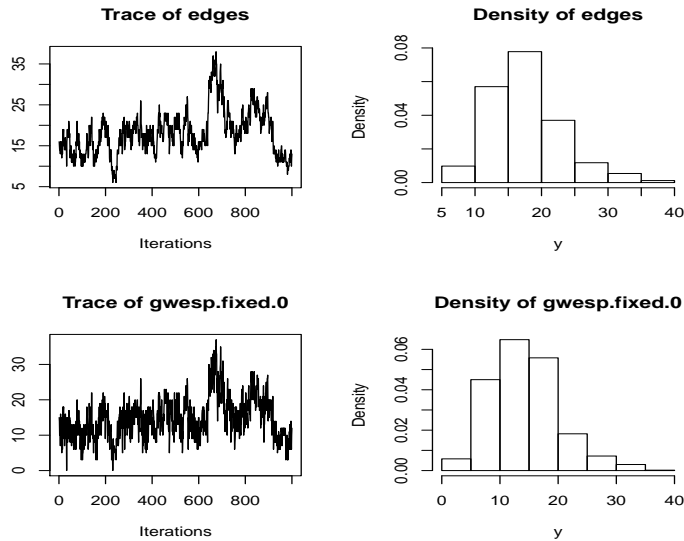 Trace of edges
5 15 25 35
0 200 400 600 800
Iterations
Density of edges
Density
0.00 0.04 0.08
5 10 20 30 40
y
Trace of gwesp.fixed.0
0 10 20 30
0 200 400 600 800
Iterations
Density of gwesp.fixed.0
Density
0.00 0.02 0.04 0.06
0 10 20 30 40
y